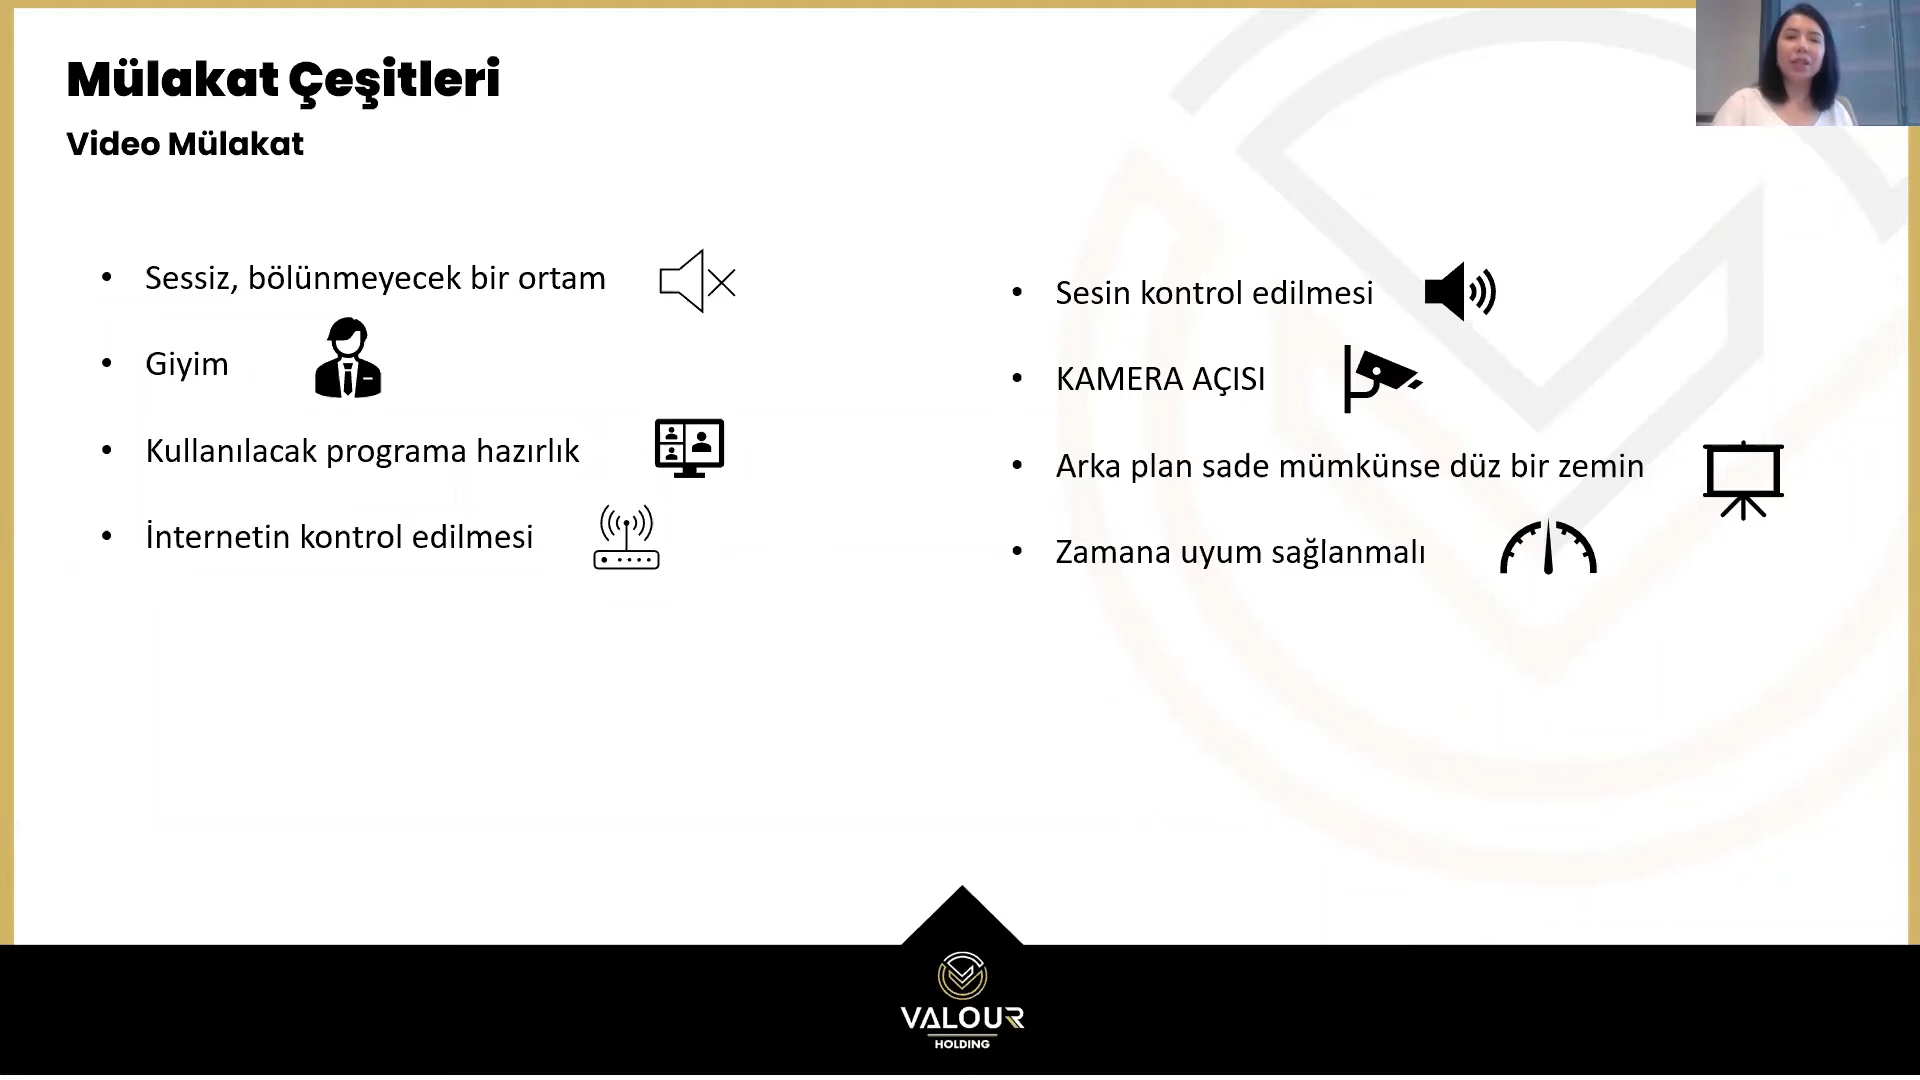 Mülakat Çeşitleri
Video Mülakat
• Sessiz, bölünmeyecek bir ortam
• Giyim
• Kullanılacak programa hazırlık
• İnternetin kontrol edilmesi
• Sesin kontrol edilmesi
• KAMERA AÇISI
• Arka plan sade mümkünse düz bir zemin
• Zamana uyum sağlanmalı
VALOUR
HOLDING